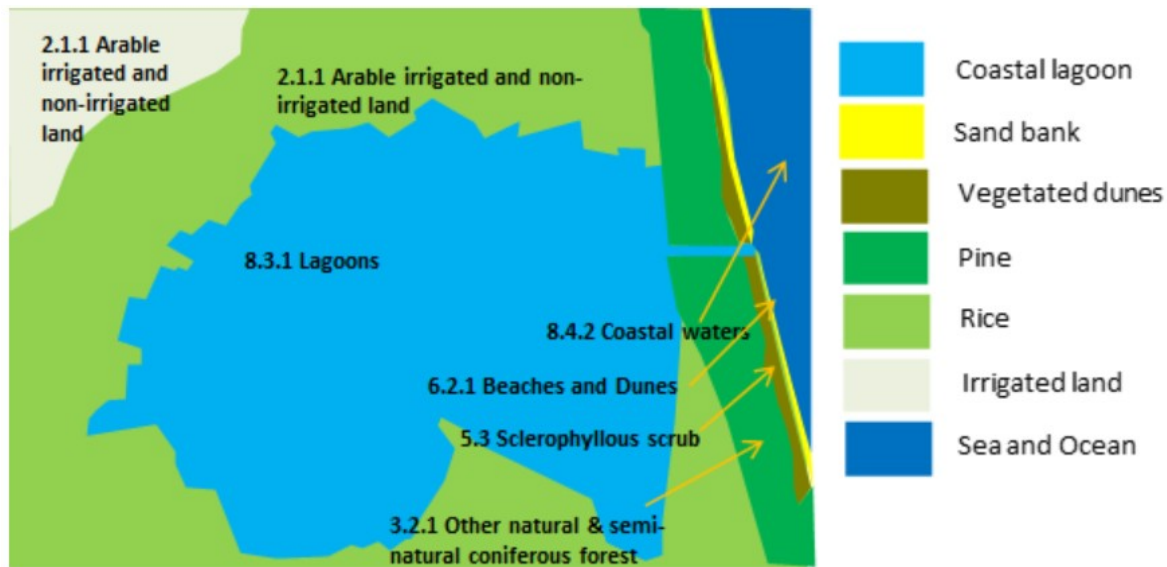 2.1.1 Arable
irrigated and
non-irrigated
land
2.1.1 Arable irrigated and non-
irrigated land
8.3.1 Lagoons
8.4.2 Coastal waters
6.2.1 Beaches and Dunes
5.3 Sclerophyllous scrub
3.2.1 Other natural & semi-
natural coniferous forest
Coastal lagoon
Sand bank
Vegetated dunes
Pine
Rice
Irrigated land
Sea and Ocean